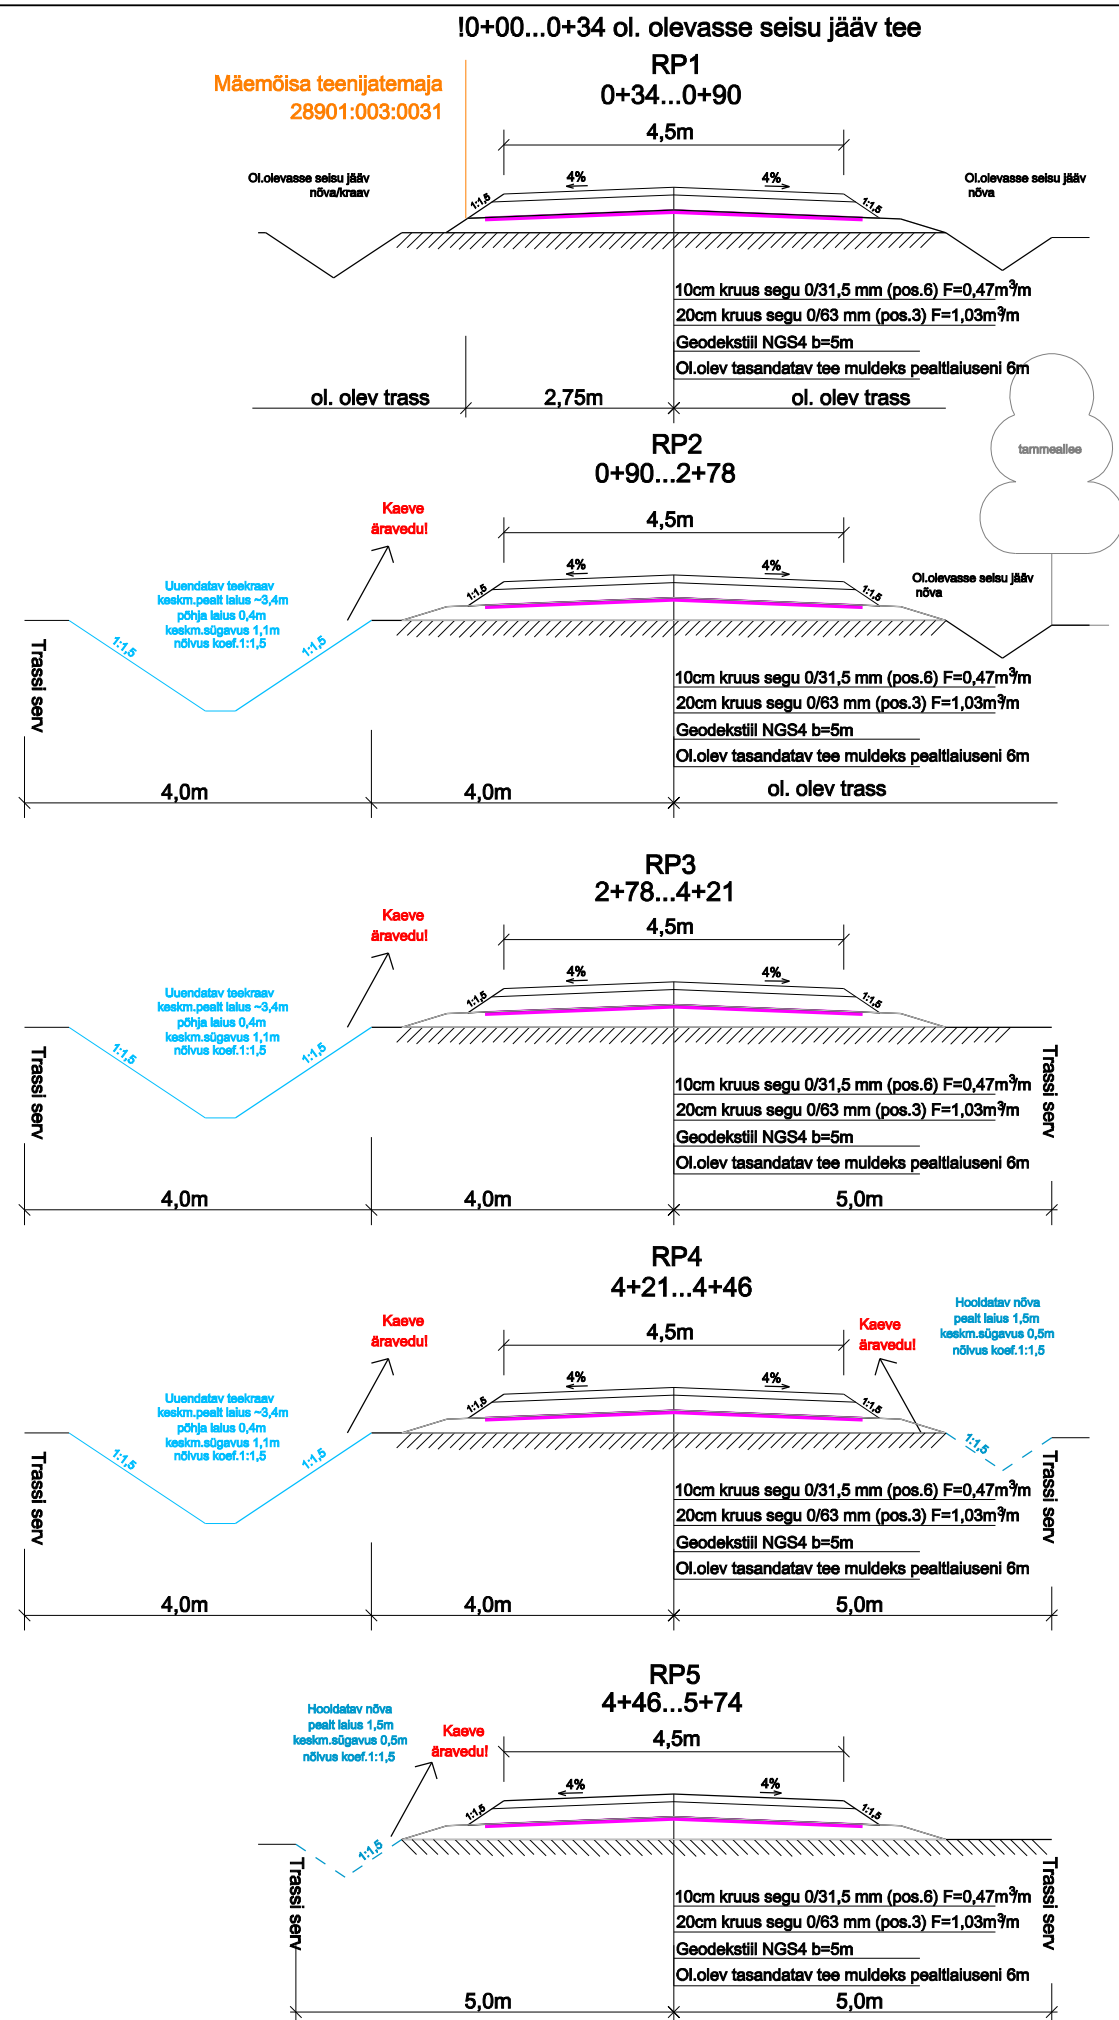 !0+00...0+34 ol. olevasse seisu jääv tee
RP1
0+34...0+90
Mäemõisa teenijatemaja
28901:003:0031
4,5m
Ol.olevasse seisu jääv
nõva/kraav
4%
4%
Ol.olevasse seisu jääv
nõva
1:1,5
1:1,5
10cm kruus segu 0/31,5 mm (pos.6) F=0,47m³/m
20cm kruus segu 0/63 mm (pos.3) F=1,03m³/m
Geodekstiil NGS4 b=5m
Ol.olev tasandatav tee muldeks pealtlaiuseni 6m
ol. olev trass
2,75m
ol. olev trass
tammeallee
RP2
0+90...2+78
Kaeve
äravedu!
4,5m
Uuendatav teekraav
keskm.pealt laius ~3,4m
põhja laius 0,4m
keskm.sügavus 1,1m
nõlvus koef.1:1,5
4%
4%
Ol.olevasse seisu jääv
nõva
1:1,5
1:1,5
1:1,5
1:1,5
Trassi serv
10cm kruus segu 0/31,5 mm (pos.6) F=0,47m³/m
20cm kruus segu 0/63 mm (pos.3) F=1,03m³/m
Geodekstiil NGS4 b=5m
Ol.olev tasandatav tee muldeks pealtlaiuseni 6m
4,0m
4,0m
ol. olev trass
RP3
2+78...4+21
Kaeve
äravedu!
4,5m
Uuendatav teekraav
keskm.pealt laius ~3,4m
põhja laius 0,4m
keskm.sügavus 1,1m
nõlvus koef.1:1,5
4%
4%
1:1,5
1:1,5
1:1,5
1:1,5
Trassi serv
Trassi serv
10cm kruus segu 0/31,5 mm (pos.6) F=0,47m³/m
20cm kruus segu 0/63 mm (pos.3) F=1,03m³/m
Geodekstiil NGS4 b=5m
Ol.olev tasandatav tee muldeks pealtlaiuseni 6m
4,0m
4,0m
5,0m
RP4
4+21...4+46
Kaeve
äravedu!
4,5m
Kaeve
äravedu!
Hooldatav nõva
pealt laius 1,5m
keskm.sügavus 0,5m
nõlvus koef.1:1,5
Uuendatav teekraav
keskm.pealt laius ~3,4m
põhja laius 0,4m
keskm.sügavus 1,1m
nõlvus koef.1:1,5
4%
4%
1:1,5
1:1,5
1:1,5
1:1,5
1:1,5
Trassi serv
Trassi serv
10cm kruus segu 0/31,5 mm (pos.6) F=0,47m³/m
20cm kruus segu 0/63 mm (pos.3) F=1,03m³/m
Geodekstiil NGS4 b=5m
Ol.olev tasandatav tee muldeks pealtlaiuseni 6m
4,0m
4,0m
5,0m
RP5
4+46...5+74
Hooldatav nõva
pealt laius 1,5m
keskm.sügavus 0,5m
nõlvus koef.1:1,5
Kaeve
äravedu!
4,5m
4%
4%
1:1,5
1:1,5
1:1,5
Trassi serv
Trassi serv
10cm kruus segu 0/31,5 mm (pos.6) F=0,47m³/m
20cm kruus segu 0/63 mm (pos.3) F=1,03m³/m
Geodekstiil NGS4 b=5m
Ol.olev tasandatav tee muldeks pealtlaiuseni 6m
5,0m
5,0m